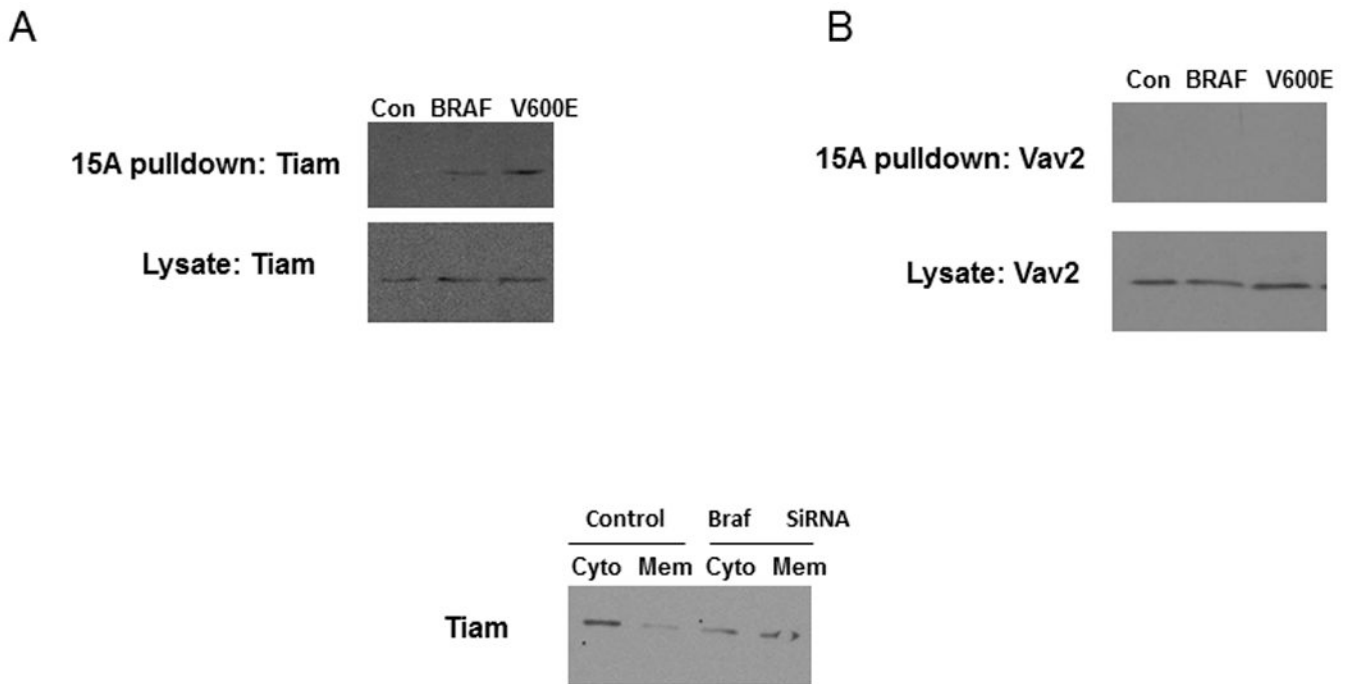 A
Con BRAF V600E
15A pulldown: Tiam
Lysate: Tiam
B
Con BRAF V600E
15A pulldown: Vav2
Lysate: Vav2
Control Braf SiRNA
Cyto Mem Cyto Mem
Tiam